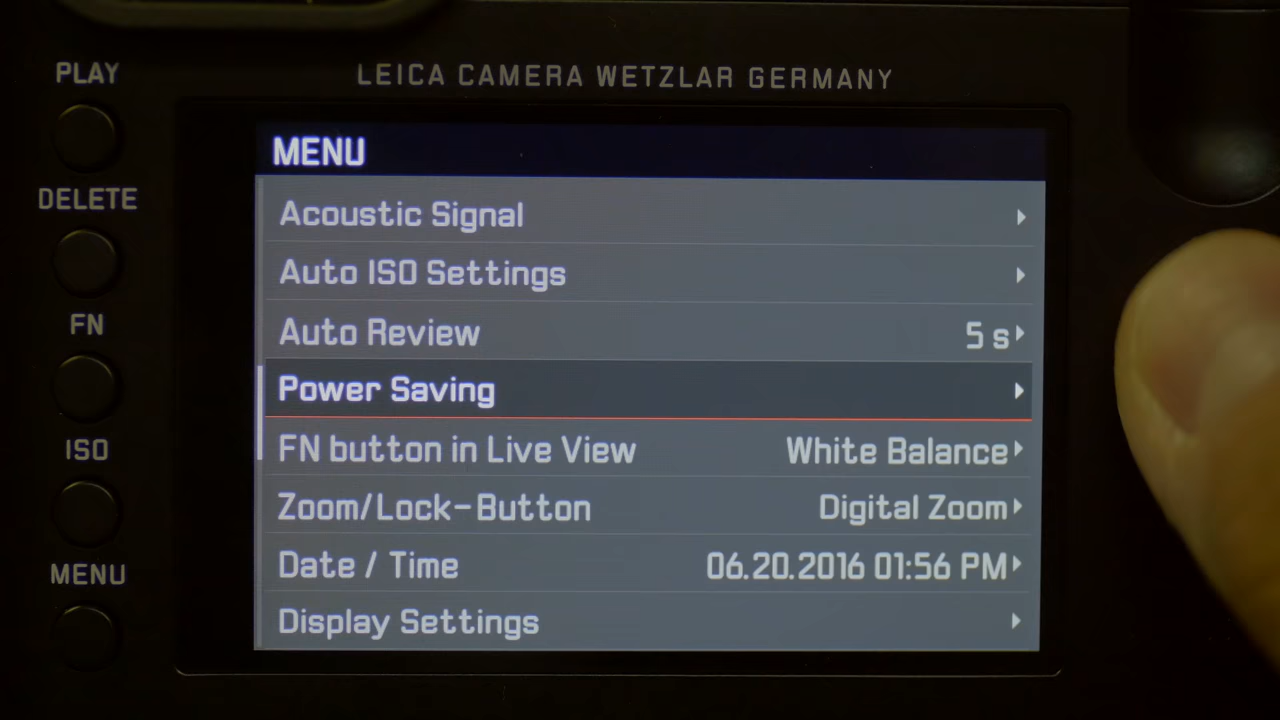 PLAY
LEICA CAMERA WETZLAR GERMANY
MENU
DELETE
Acoustic Signal
Auto ISO Settings
FN
Auto Review 5 s
Power Saving
ISO
FN button in Live View White Balance
Zoom/Lock-Button Digital Zoom
Date / Time 06.20.2016 01:56 PM
MENU
Display Settings